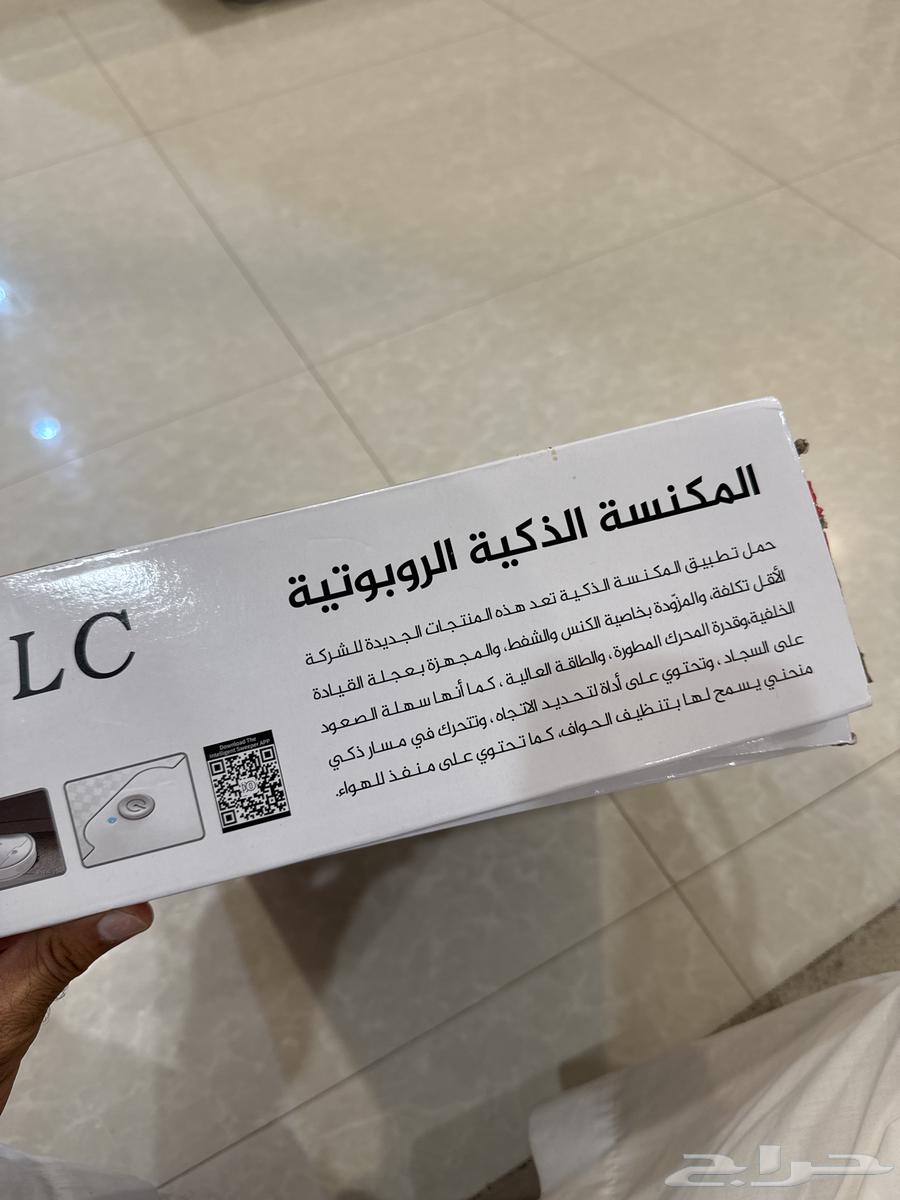 المكنسة الذكية الروبوتية
حمل تطبيق المكنسة الذكية تعد هذه المنتجات الجديدة للشركة
الأقل تكلفة، والمزوّدة بخاصية الكنس والشفط، والمجهزة بعجلة القيادة
الخلفية،وقدرة المحرك المطورة، والطاقة العالية، كما أنها سهلة الصعود
على السجاد، وتحتوي على أداة لتحديد الاتجاه، وتتحرك في مسار ذكي
منحني يسمح لها بتنظيف الحواف، كما تحتوي على منفذ للهواء.
LC
Download The
Intelligent Sweeper APP
حراج